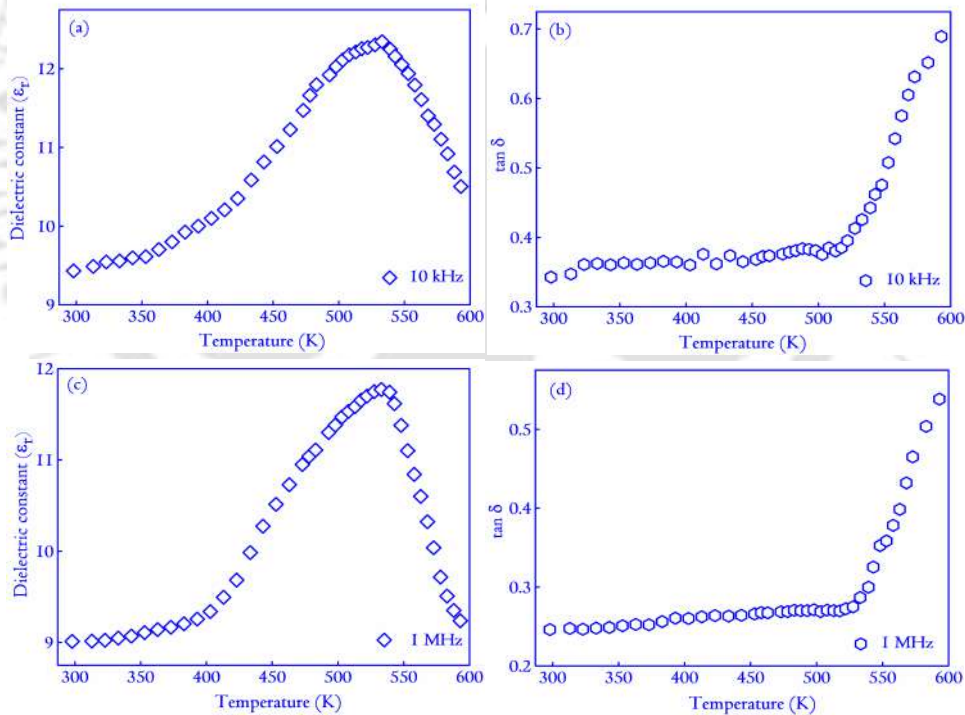 (a)
Dielectric constant (εr)
12
11
10
9
300 350 400 450 500 550 600
Temperature (K)
10 kHz
(b)
tan δ
0.7
0.6
0.5
0.4
0.3
300 350 400 450 500 550 600
Temperature (K)
10 kHz
(c)
Dielectric constant (εr)
12
11
10
9
300 350 400 450 500 550 600
Temperature (K)
1 MHz
(d)
tan δ
0.5
0.4
0.3
0.2
300 350 400 450 500 550 600
Temperature (K)
1 MHz